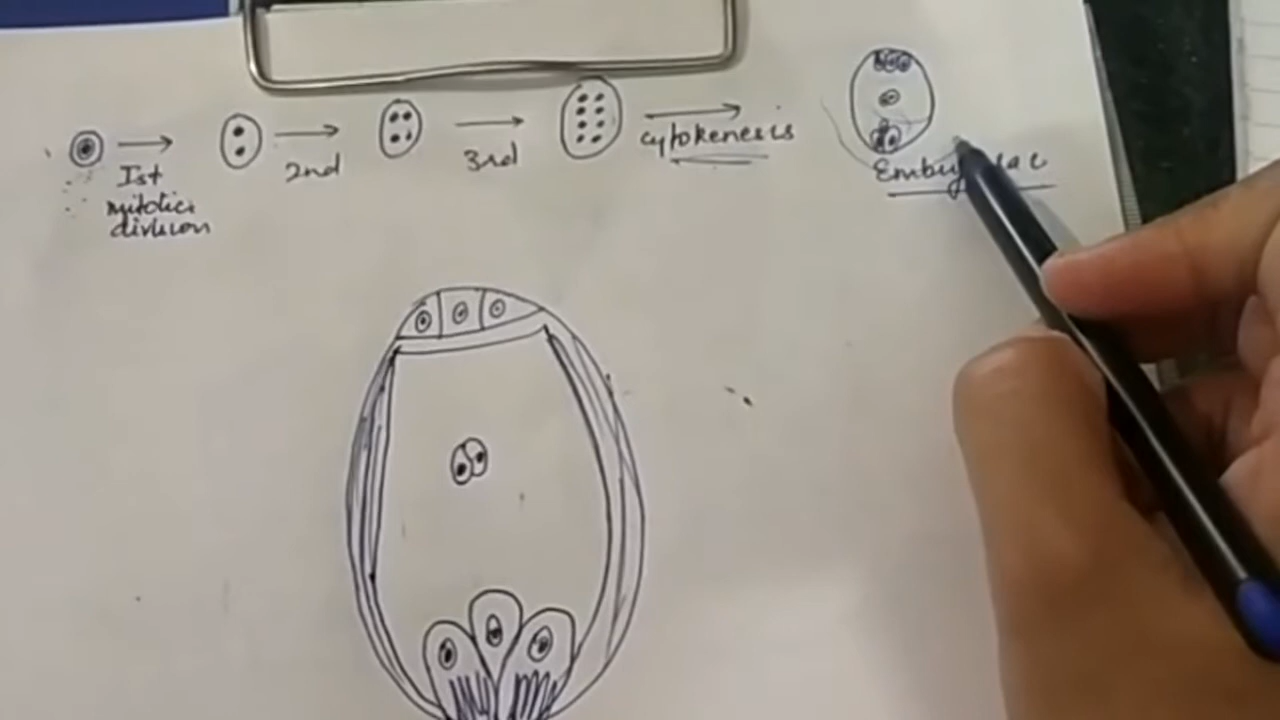 Ist
mitotic
division
2nd
3rd
cytokenesis